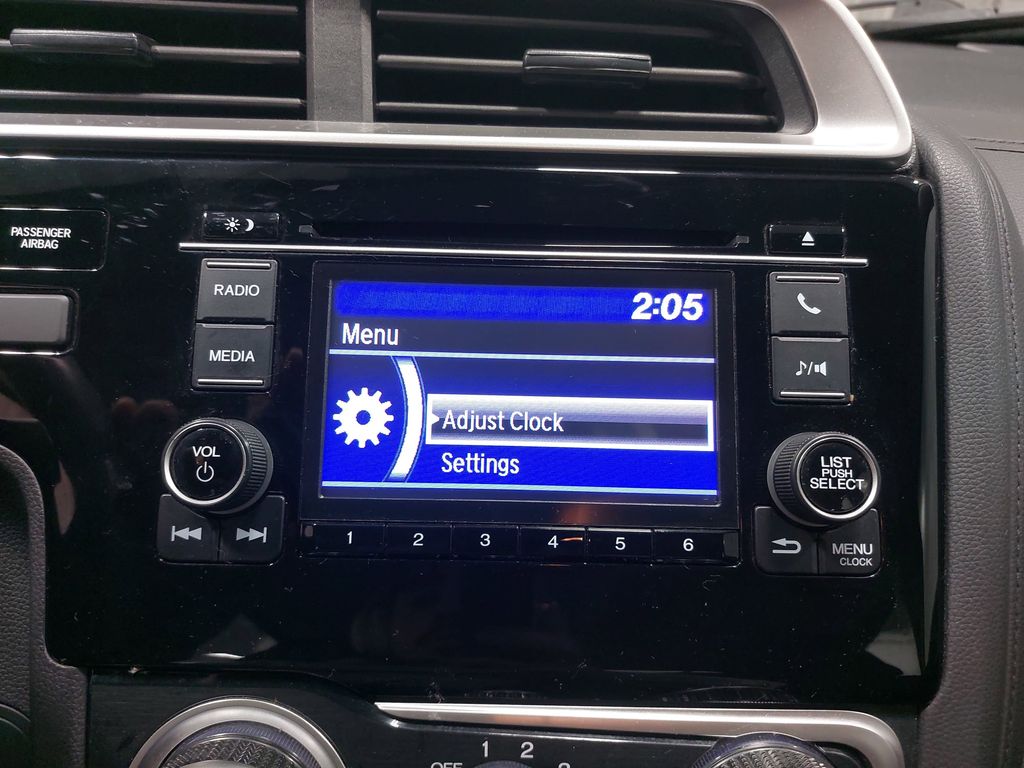 PASSENGER
AIRBAG
RADIO
MEDIA
VOL
2:05
Menu
Adjust Clock
Settings
1 2 3 4 5 6
LIST
PUSH
SELECT
MENU
CLOCK
1 2
OFF